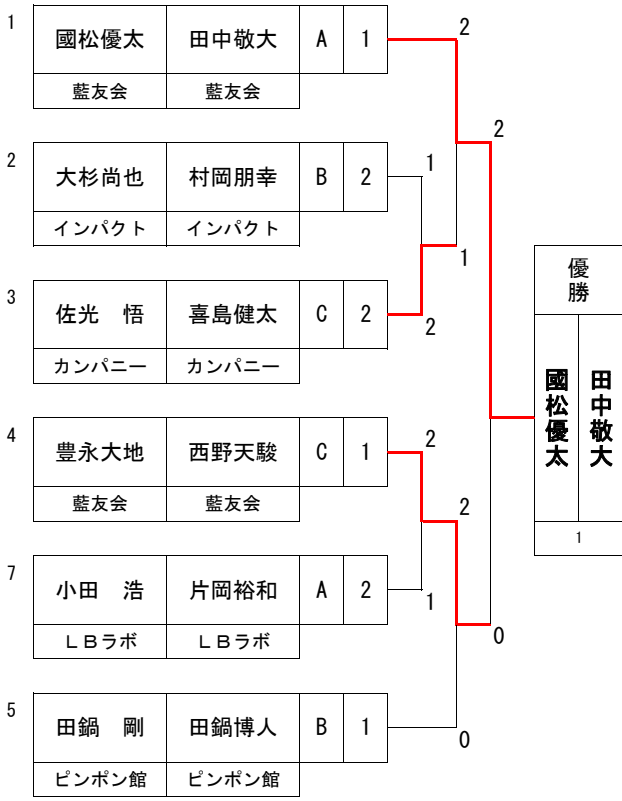 1
國松優太 田中敬大 A 1
藍友会 藍友会
2
2
2
大杉尚也 村岡朋幸 B 2
インパクト インパクト
1
1
3
佐光 悟 喜島健太 C 2
カンパニー カンパニー
2
4
豊永大地 西野天駿 C 1
藍友会 藍友会
2
2
7
小田 浩 片岡裕和 A 2
ＬＢラボ ＬＢラボ
1
0
5
田鍋 剛 田鍋博人 B 1
ピンポン館 ピンポン館
0
優勝
國松優太
田中敬大
1